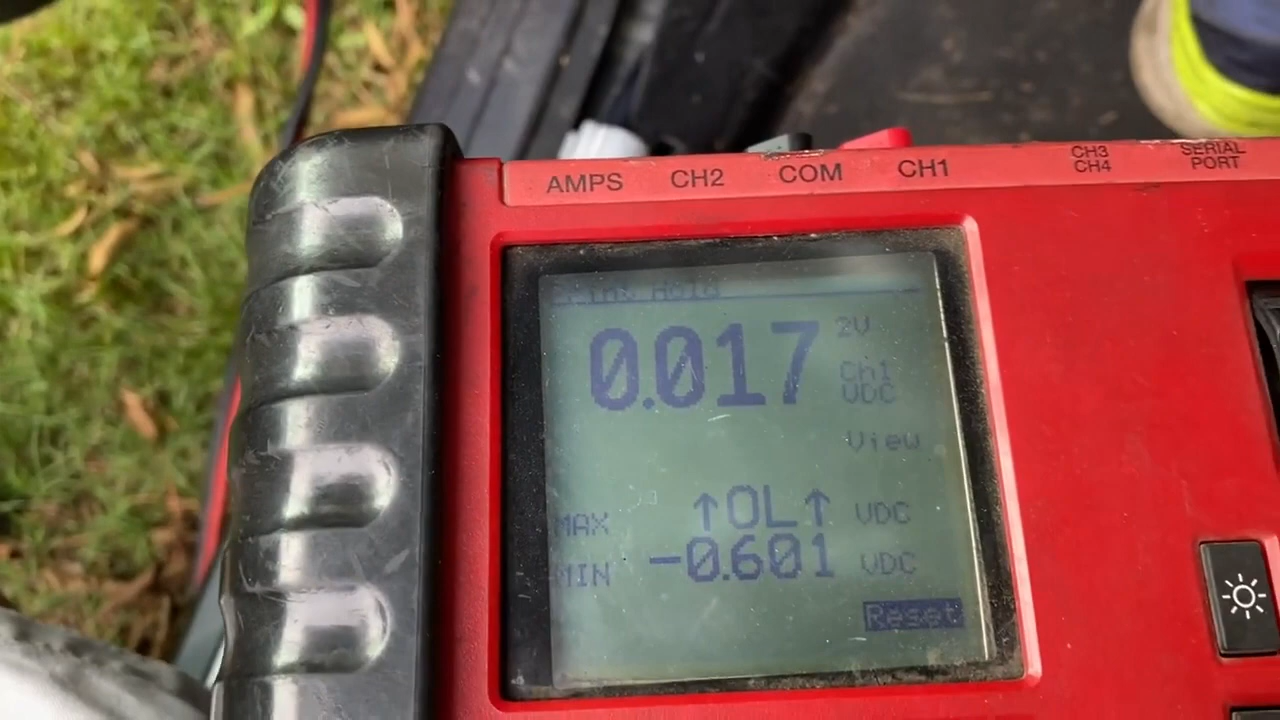 AMPS CH2 COM CH1 CH3 SERIAL
CH4 PORT
Hold
0.017 2V
Ch1
VDC
View
MAX ↑OL↑ VDC
MIN -0.601 VDC
Reset